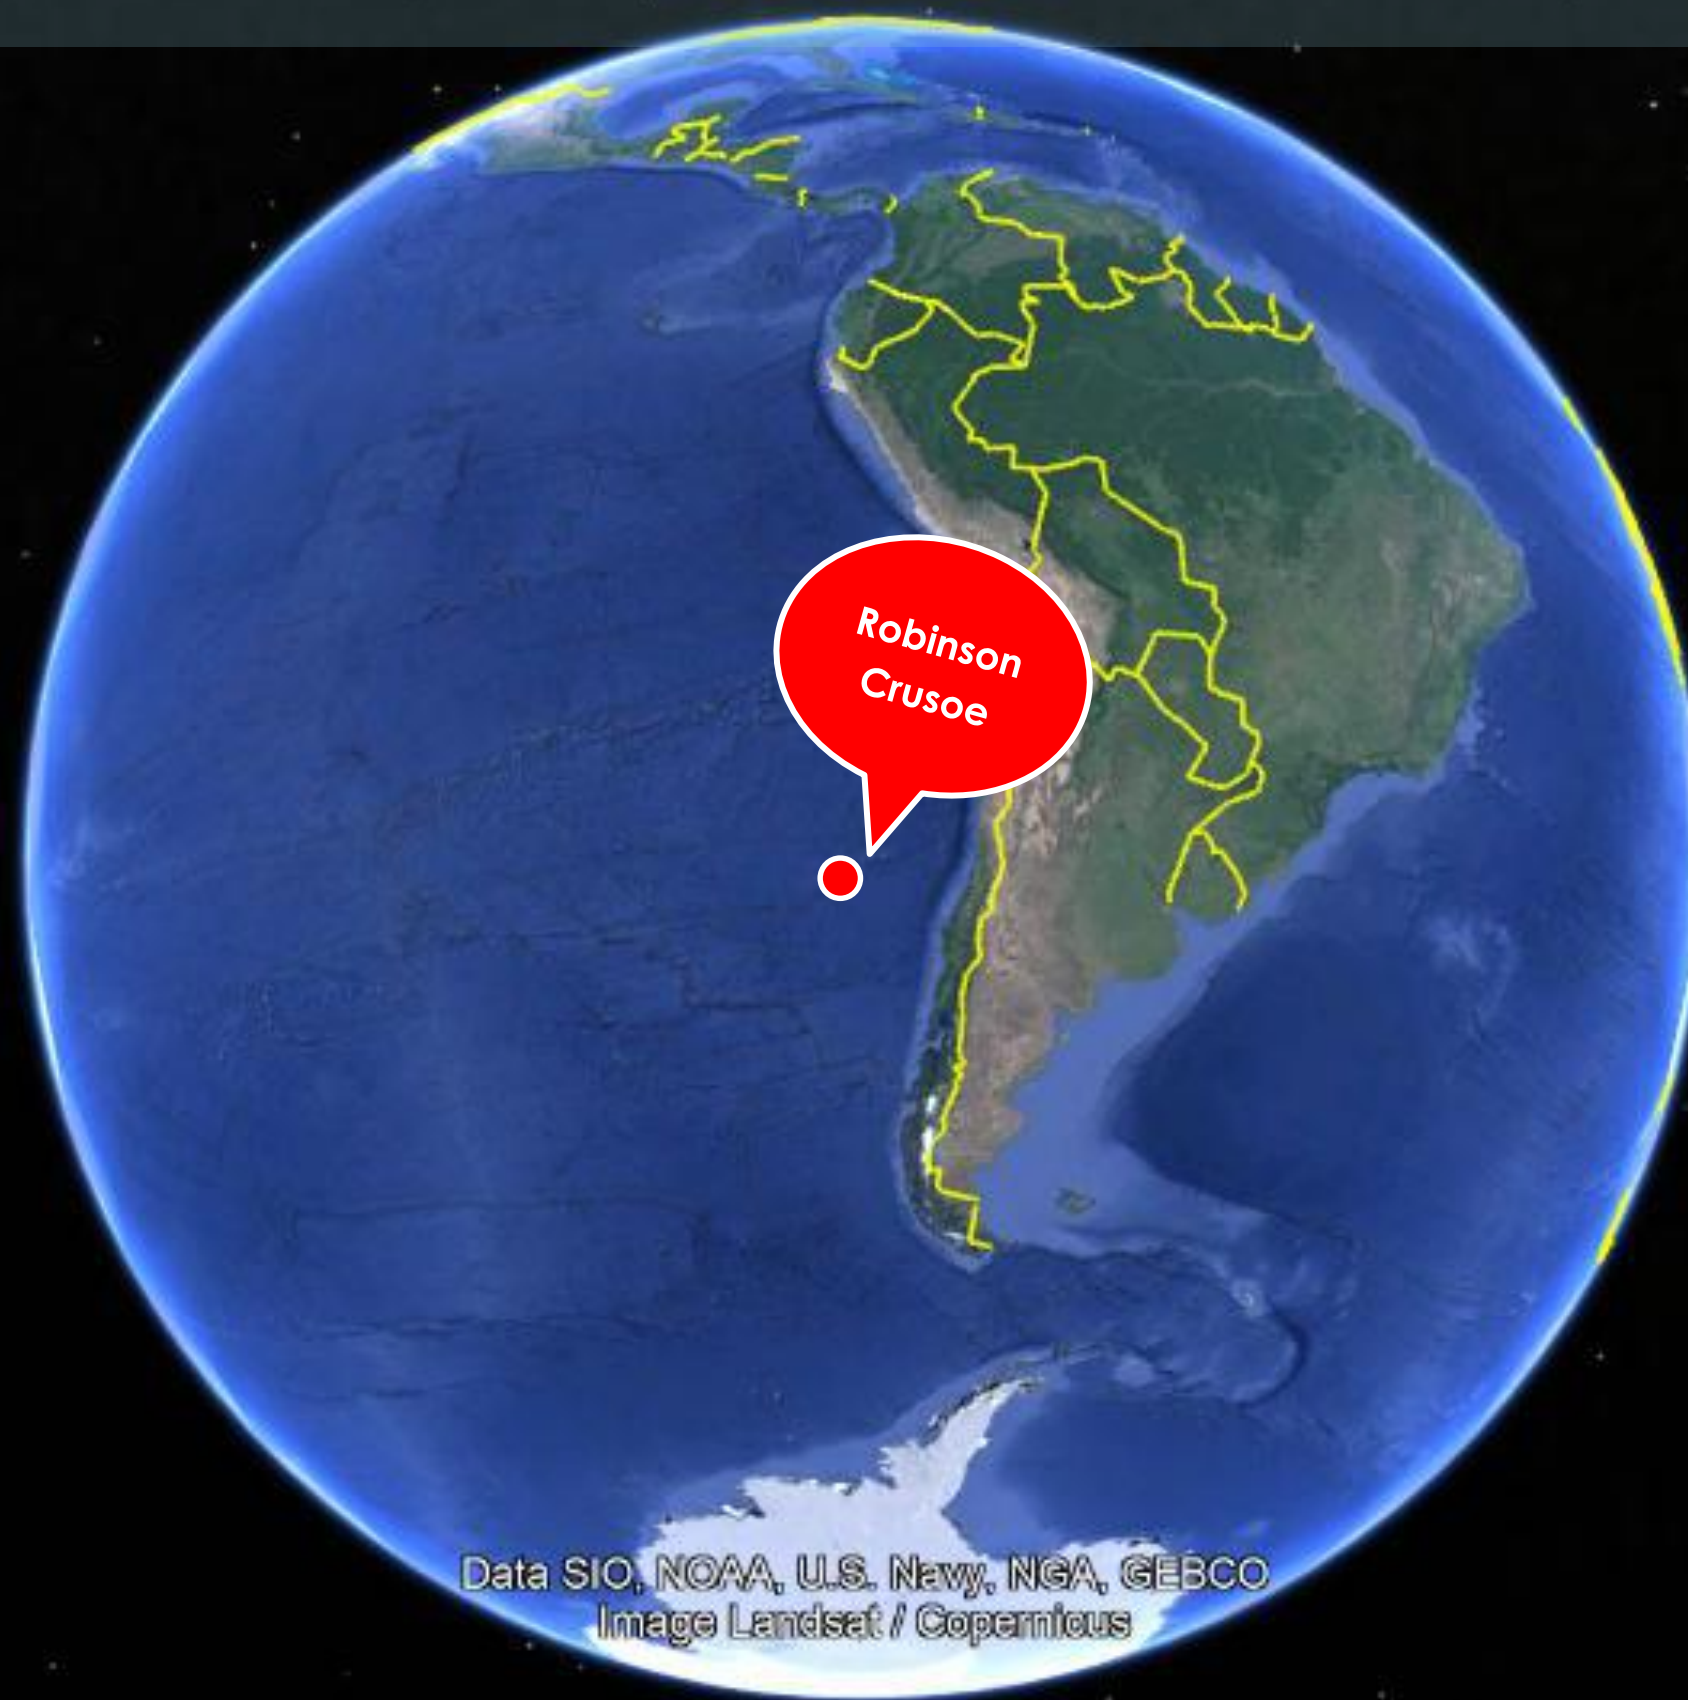 Robinson
Crusoe
Data SIO, NOAA, U.S. Navy, NGA, GEBCO
Image Landsat / Copernicus